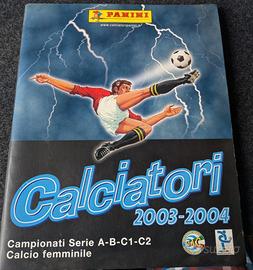 PANINI
Calciatori
2003-2004
Campionati Serie A-B-C1-C2
Calcio femminile